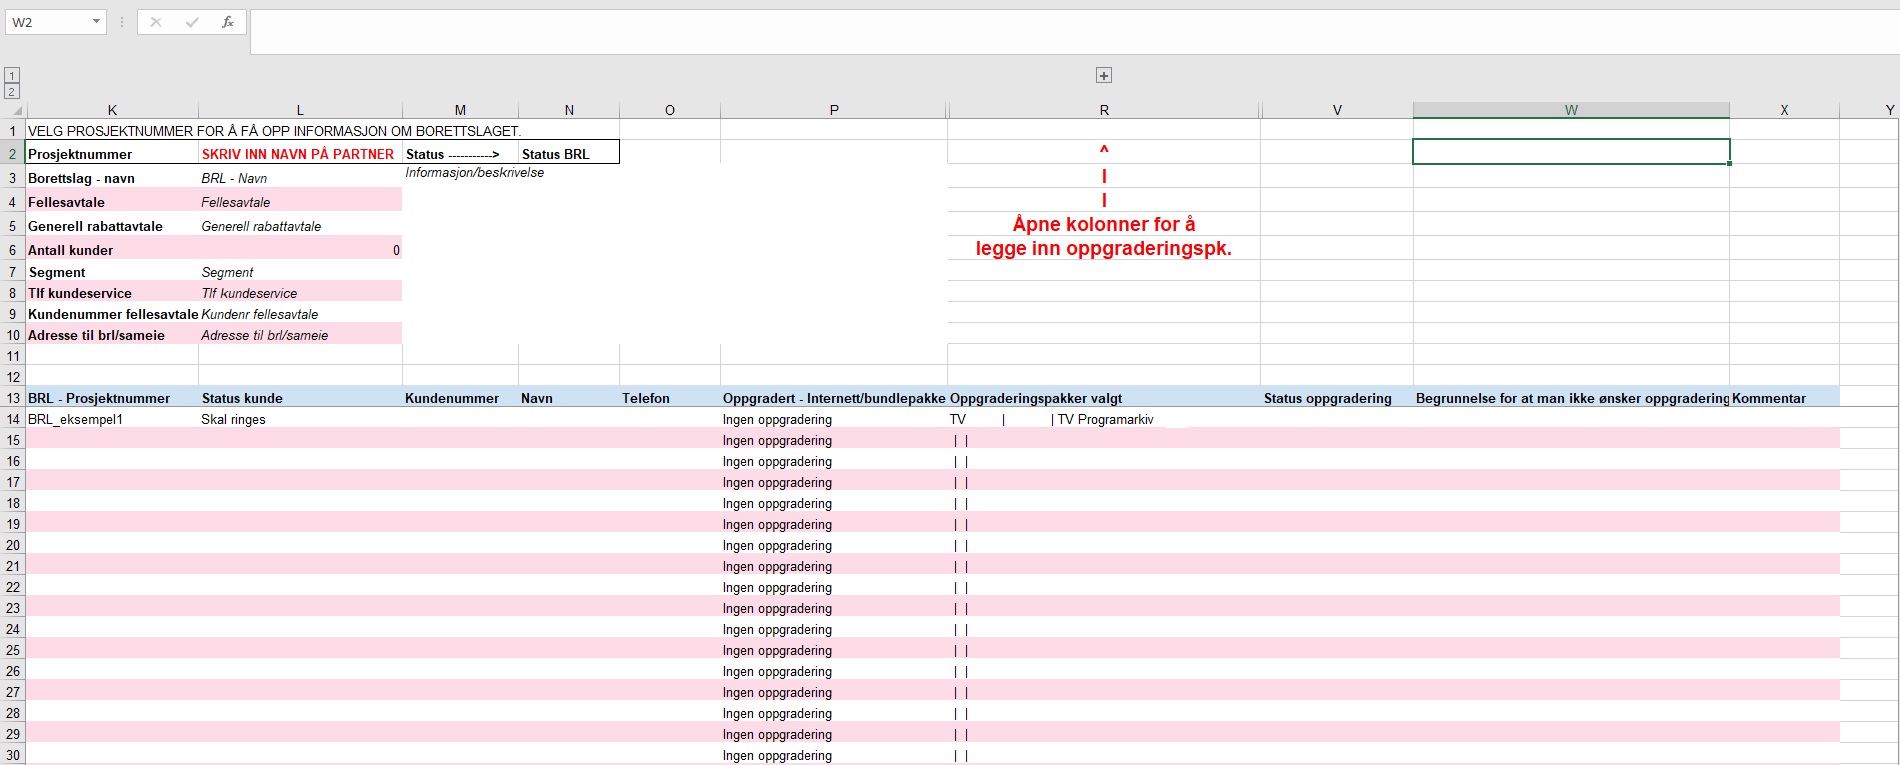 W2
fx
1
2
K L M N O P R V W X Y
1 VELG PROSJEKTNUMMER FOR Å FÅ OPP INFORMASJON OM BORETTSLAGET.
2 Prosjektnummer SKRIV INN NAVN PÅ PARTNER Status -----------> Status BRL ^
3 Borettslag - navn BRL - Navn Informasjon/beskrivelse |
4 Fellesavtale Fellesavtale |
5 Generell rabattavtale Generell rabattavtale Åpne kolonner for å
6 Antall kunder 0 legge inn oppgraderingspk.
7 Segment Segment
8 Tlf kundeservice Tlf kundeservice
9 Kundenummer fellesavtale Kundenr fellesavtale
10 Adresse til brl/sameie Adresse til brl/sameie
11
12
13 BRL - Prosjektnummer Status kunde Kundenummer Navn Telefon Oppgradert - Internett/bundlepakke Oppgraderingspakker valgt Status oppgradering Begrunnelse for at man ikke ønsker oppgradering Kommentar
14 BRL_eksempel1 Skal ringes Ingen oppgradering TV | | TV Programarkiv
15 Ingen oppgradering | |
16 Ingen oppgradering | |
17 Ingen oppgradering | |
18 Ingen oppgradering | |
19 Ingen oppgradering | |
20 Ingen oppgradering | |
21 Ingen oppgradering | |
22 Ingen oppgradering | |
23 Ingen oppgradering | |
24 Ingen oppgradering | |
25 Ingen oppgradering | |
26 Ingen oppgradering | |
27 Ingen oppgradering | |
28 Ingen oppgradering | |
29 Ingen oppgradering | |
30 Ingen oppgradering | |